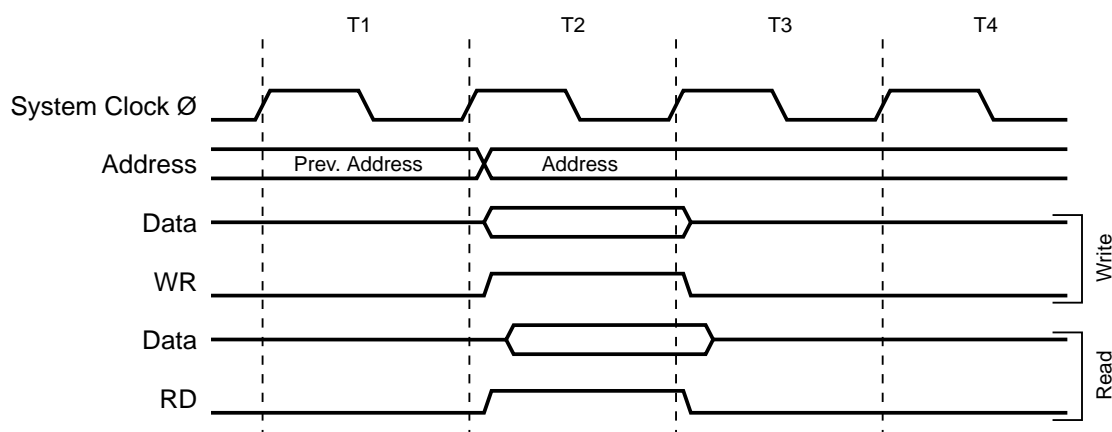 T1 T2 T3 T4
System Clock Ø
Address Prev. Address Address
Data
WR
Write
Data
RD
Read